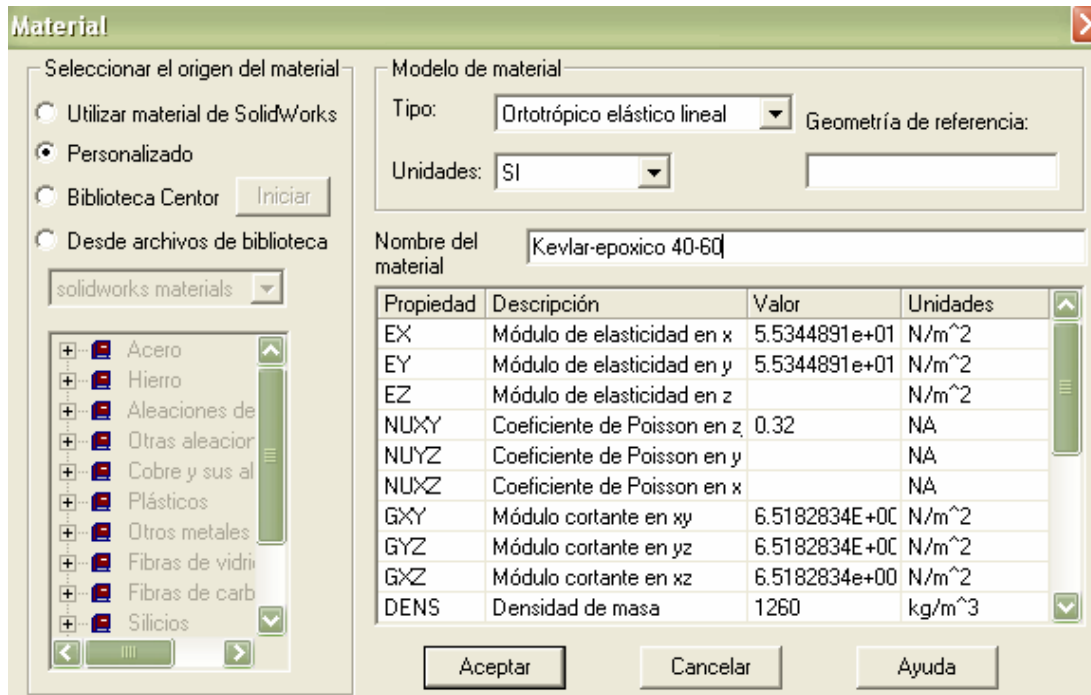 Material
Seleccionar el origen del material
Utilizar material de SolidWorks
Personalizado
Biblioteca Centor Iniciar
Desde archivos de biblioteca
solidworks materials
Acero
Hierro
Aleaciones de
Otras aleacior
Cobre y sus al
Plásticos
Otros metales
Fibras de vidri
Fibras de carb
Silicios
Modelo de material
Tipo: Ortotrópico elástico lineal Geometría de referencia:
Unidades: SI
Nombre del material Kevlar-epoxico 40-60
Propiedad Descripción Valor Unidades
EX Módulo de elasticidad en x 5.5344891e+01 N/m^2
EY Módulo de elasticidad en y 5.5344891e+01 N/m^2
EZ Módulo de elasticidad en z N/m^2
NUXY Coeficiente de Poisson en z 0.32 NA
NUYZ Coeficiente de Poisson en y NA
NUXZ Coeficiente de Poisson en x NA
GXY Módulo cortante en xy 6.5182834E+00 N/m^2
GYZ Módulo cortante en yz 6.5182834E+00 N/m^2
GXZ Módulo cortante en xz 6.5182834e+00 N/m^2
DENS Densidad de masa 1260 kg/m^3
Aceptar Cancelar Ayuda